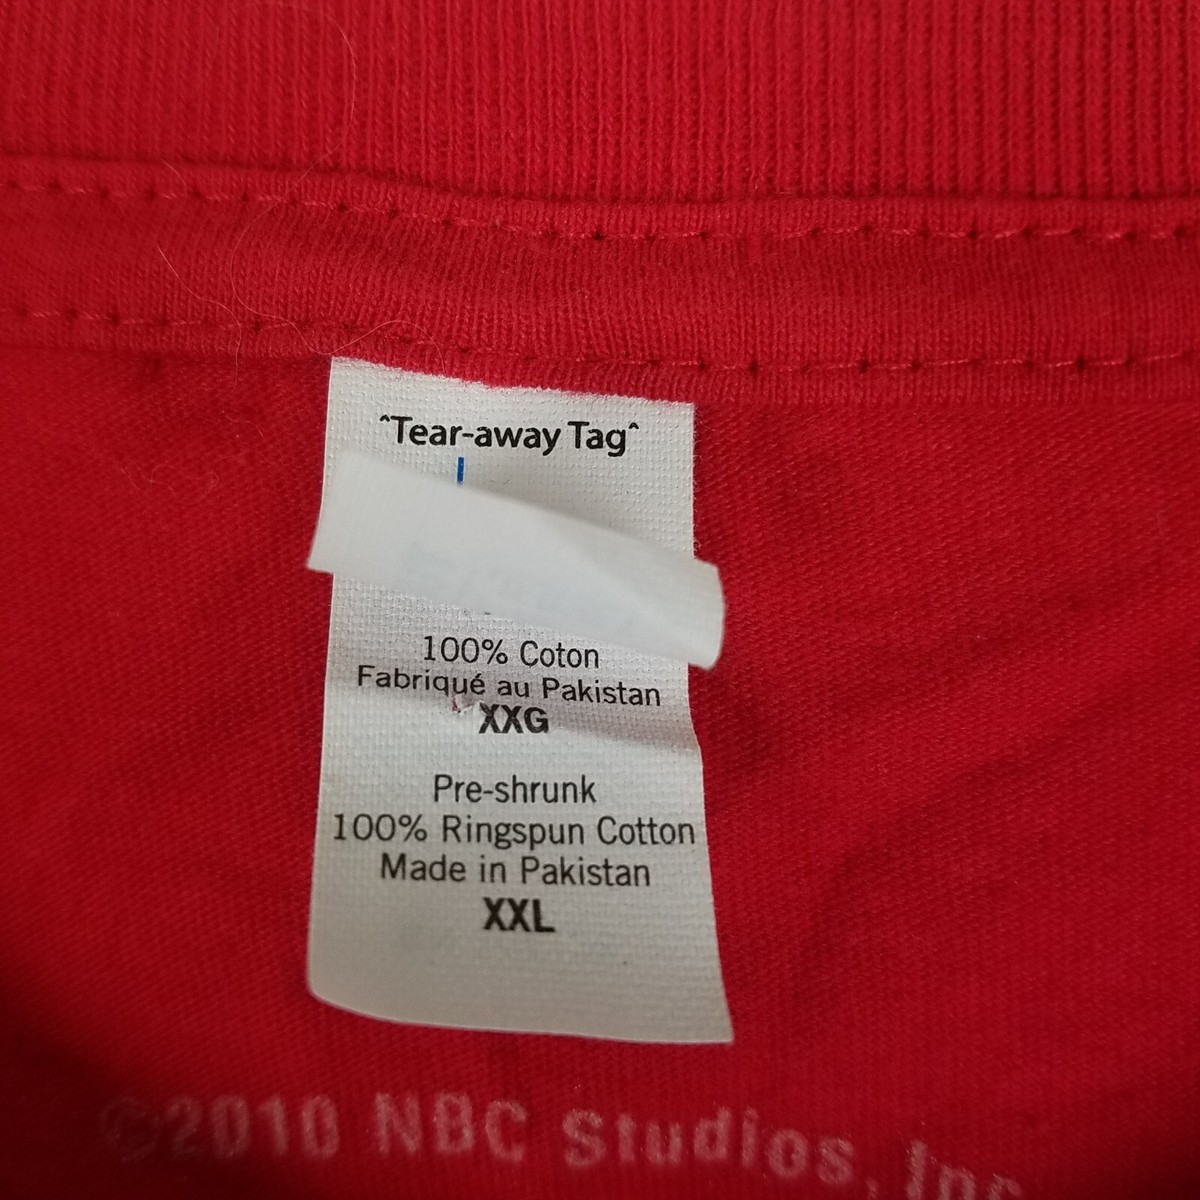 ^Tear-away Tag^
100% Coton
Fabriqué au Pakistan
XXG
Pre-shrunk
100% Ringspun Cotton
Made in Pakistan
XXL
©2010 NBC Studios, Inc